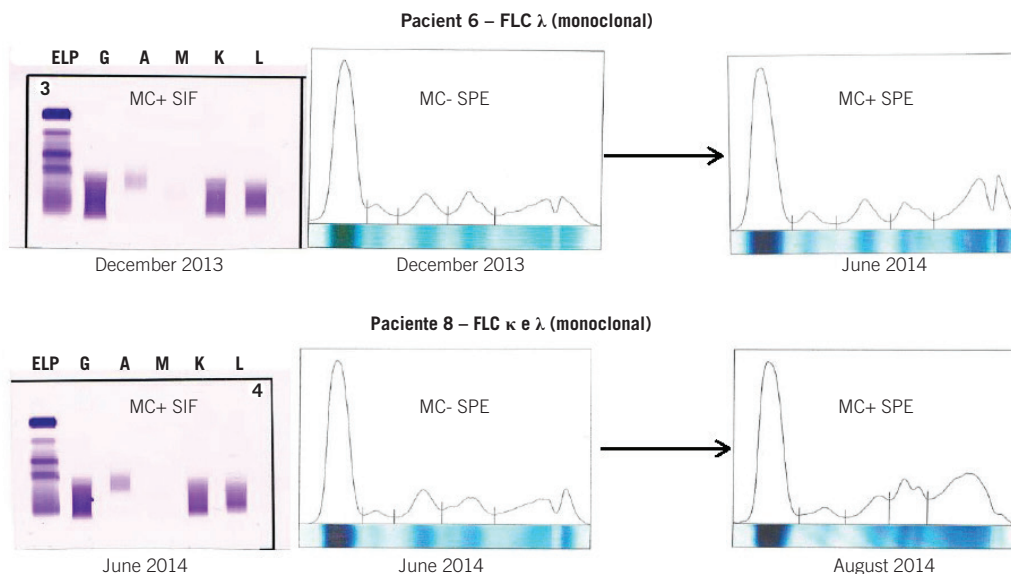 Pacient 6 – FLC λ (monoclonal)
ELP G A M K L
3
MC+ SIF
MC- SPE
MC+ SPE
December 2013
December 2013
June 2014
Paciente 8 – FLC κ e λ (monoclonal)
ELP G A M K L
4
MC+ SIF
MC- SPE
MC+ SPE
June 2014
June 2014
August 2014